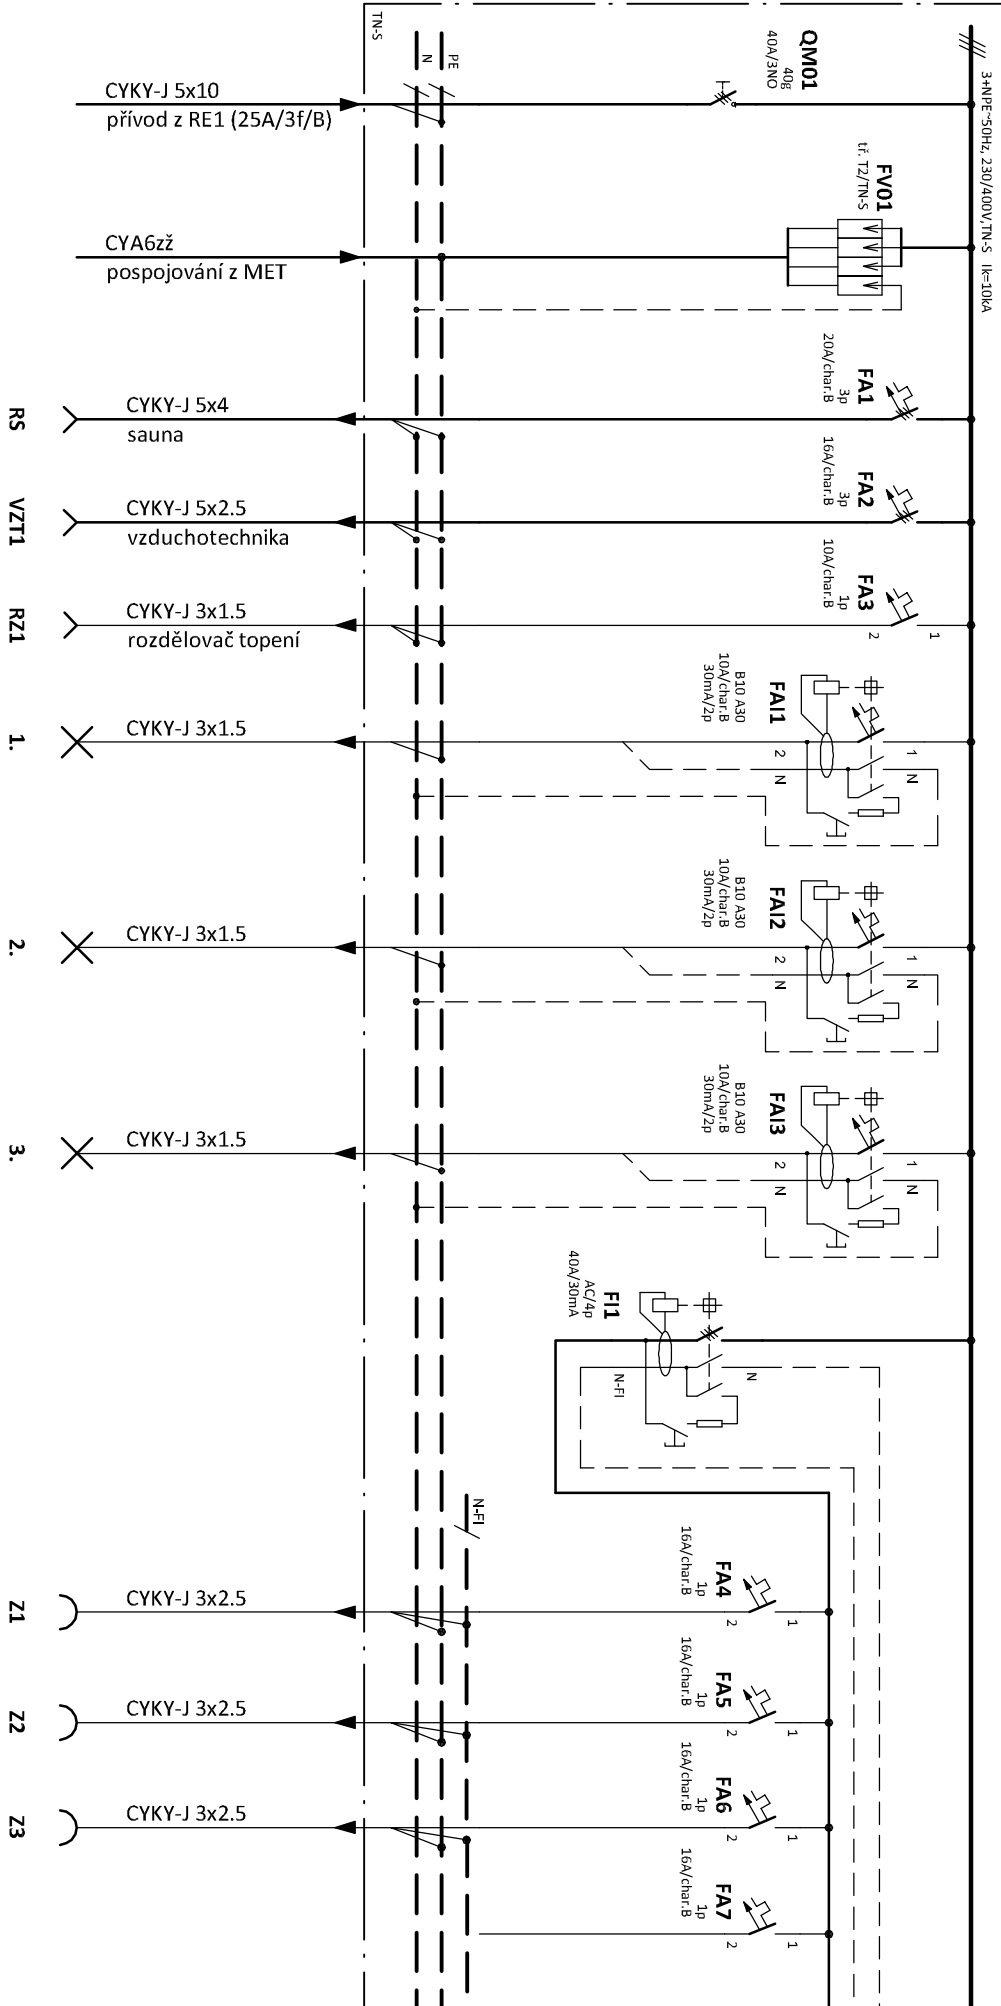 TN-S
PE
N
3+NPE~50Hz, 230/400V,TN-S Ik=10kA
QM01
40g
40A/3NO
CYKY-J 5x10
přívod z RE1 (25A/3f/B)
FV01
tř. T2/TN-S
CYA6zž
pospojování z MET
FA1
3p
20A/char.B
CYKY-J 5x4
sauna
RS
FA2
3p
16A/char.B
CYKY-J 5x2.5
vzduchotechnika
VZT1
FA3
1p
10A/char.B
1
2
CYKY-J 3x1.5
rozdělovač topení
RZ1
FAI1
B10 A30
10A/char.B
30mA/2p
1
N
2
N
CYKY-J 3x1.5
1.
FAI2
B10 A30
10A/char.B
30mA/2p
1
N
2
N
CYKY-J 3x1.5
2.
FAI3
B10 A30
10A/char.B
30mA/2p
1
N
2
N
CYKY-J 3x1.5
3.
FI1
AC/4p
40A/30mA
N
N-FI
N-FI
FA4
1p
16A/char.B
1
2
CYKY-J 3x2.5
Z1
FA5
1p
16A/char.B
1
2
CYKY-J 3x2.5
Z2
FA6
1p
16A/char.B
1
2
CYKY-J 3x2.5
Z3
FA7
1p
16A/char.B
1
2